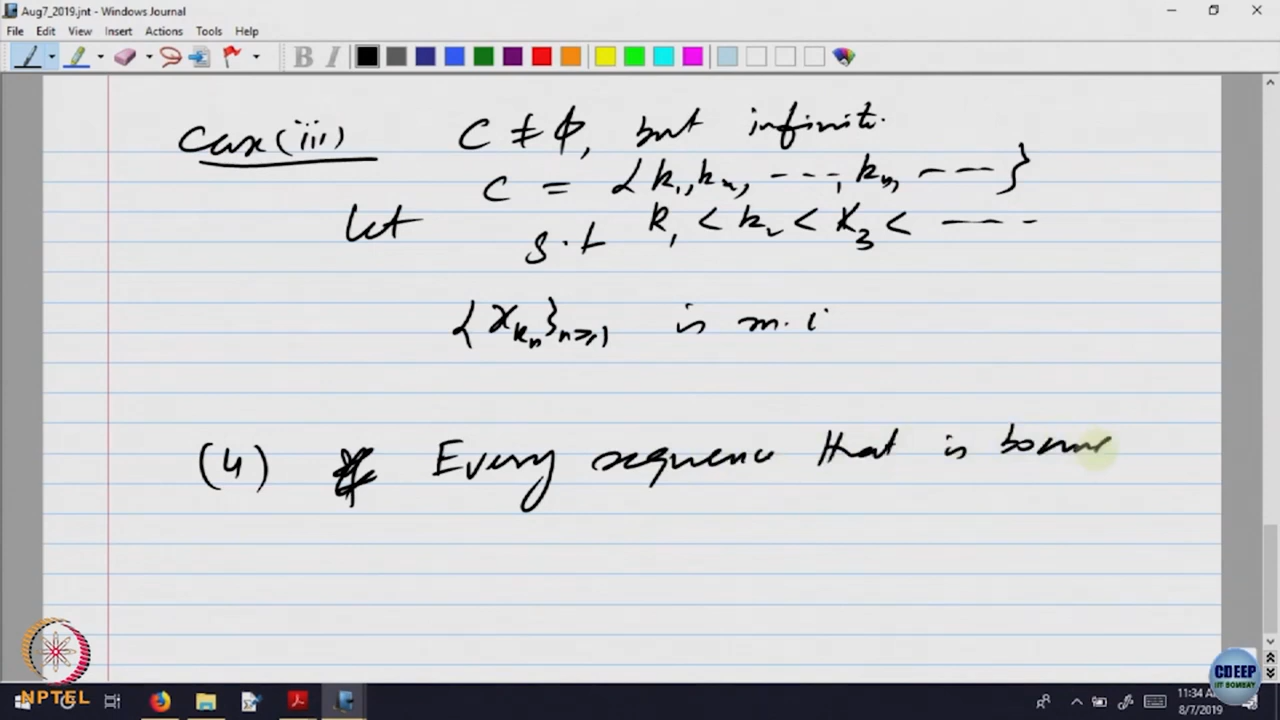 Aug7_2019.jnt - Windows Journal
File Edit View Insert Actions Tools Help
B I
Case (iii) C ≠ ϕ, but infinite.
Let C = {k₁, k₂, ---, kₙ, ---}
s.t k₁ < k₂ < k₃ < ----
{x_{kₙ}}_{n≥1} is m.i
(4) Every sequence that is boun
NPTEL
CDEEP
IIT BOMBAY
11:34 A
8/7/2019